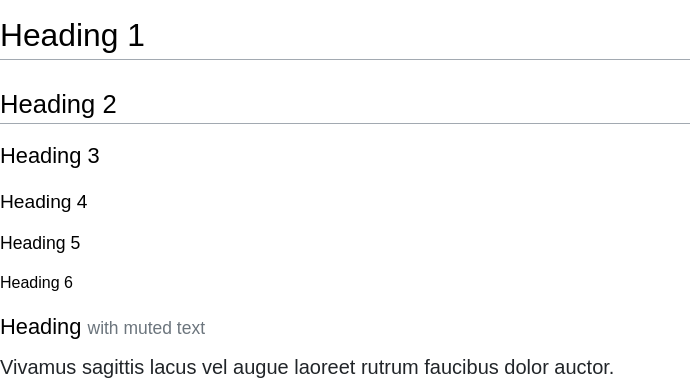 Heading 1
Heading 2
Heading 3
Heading 4
Heading 5
Heading 6
Heading with muted text
Vivamus sagittis lacus vel augue laoreet rutrum faucibus dolor auctor.